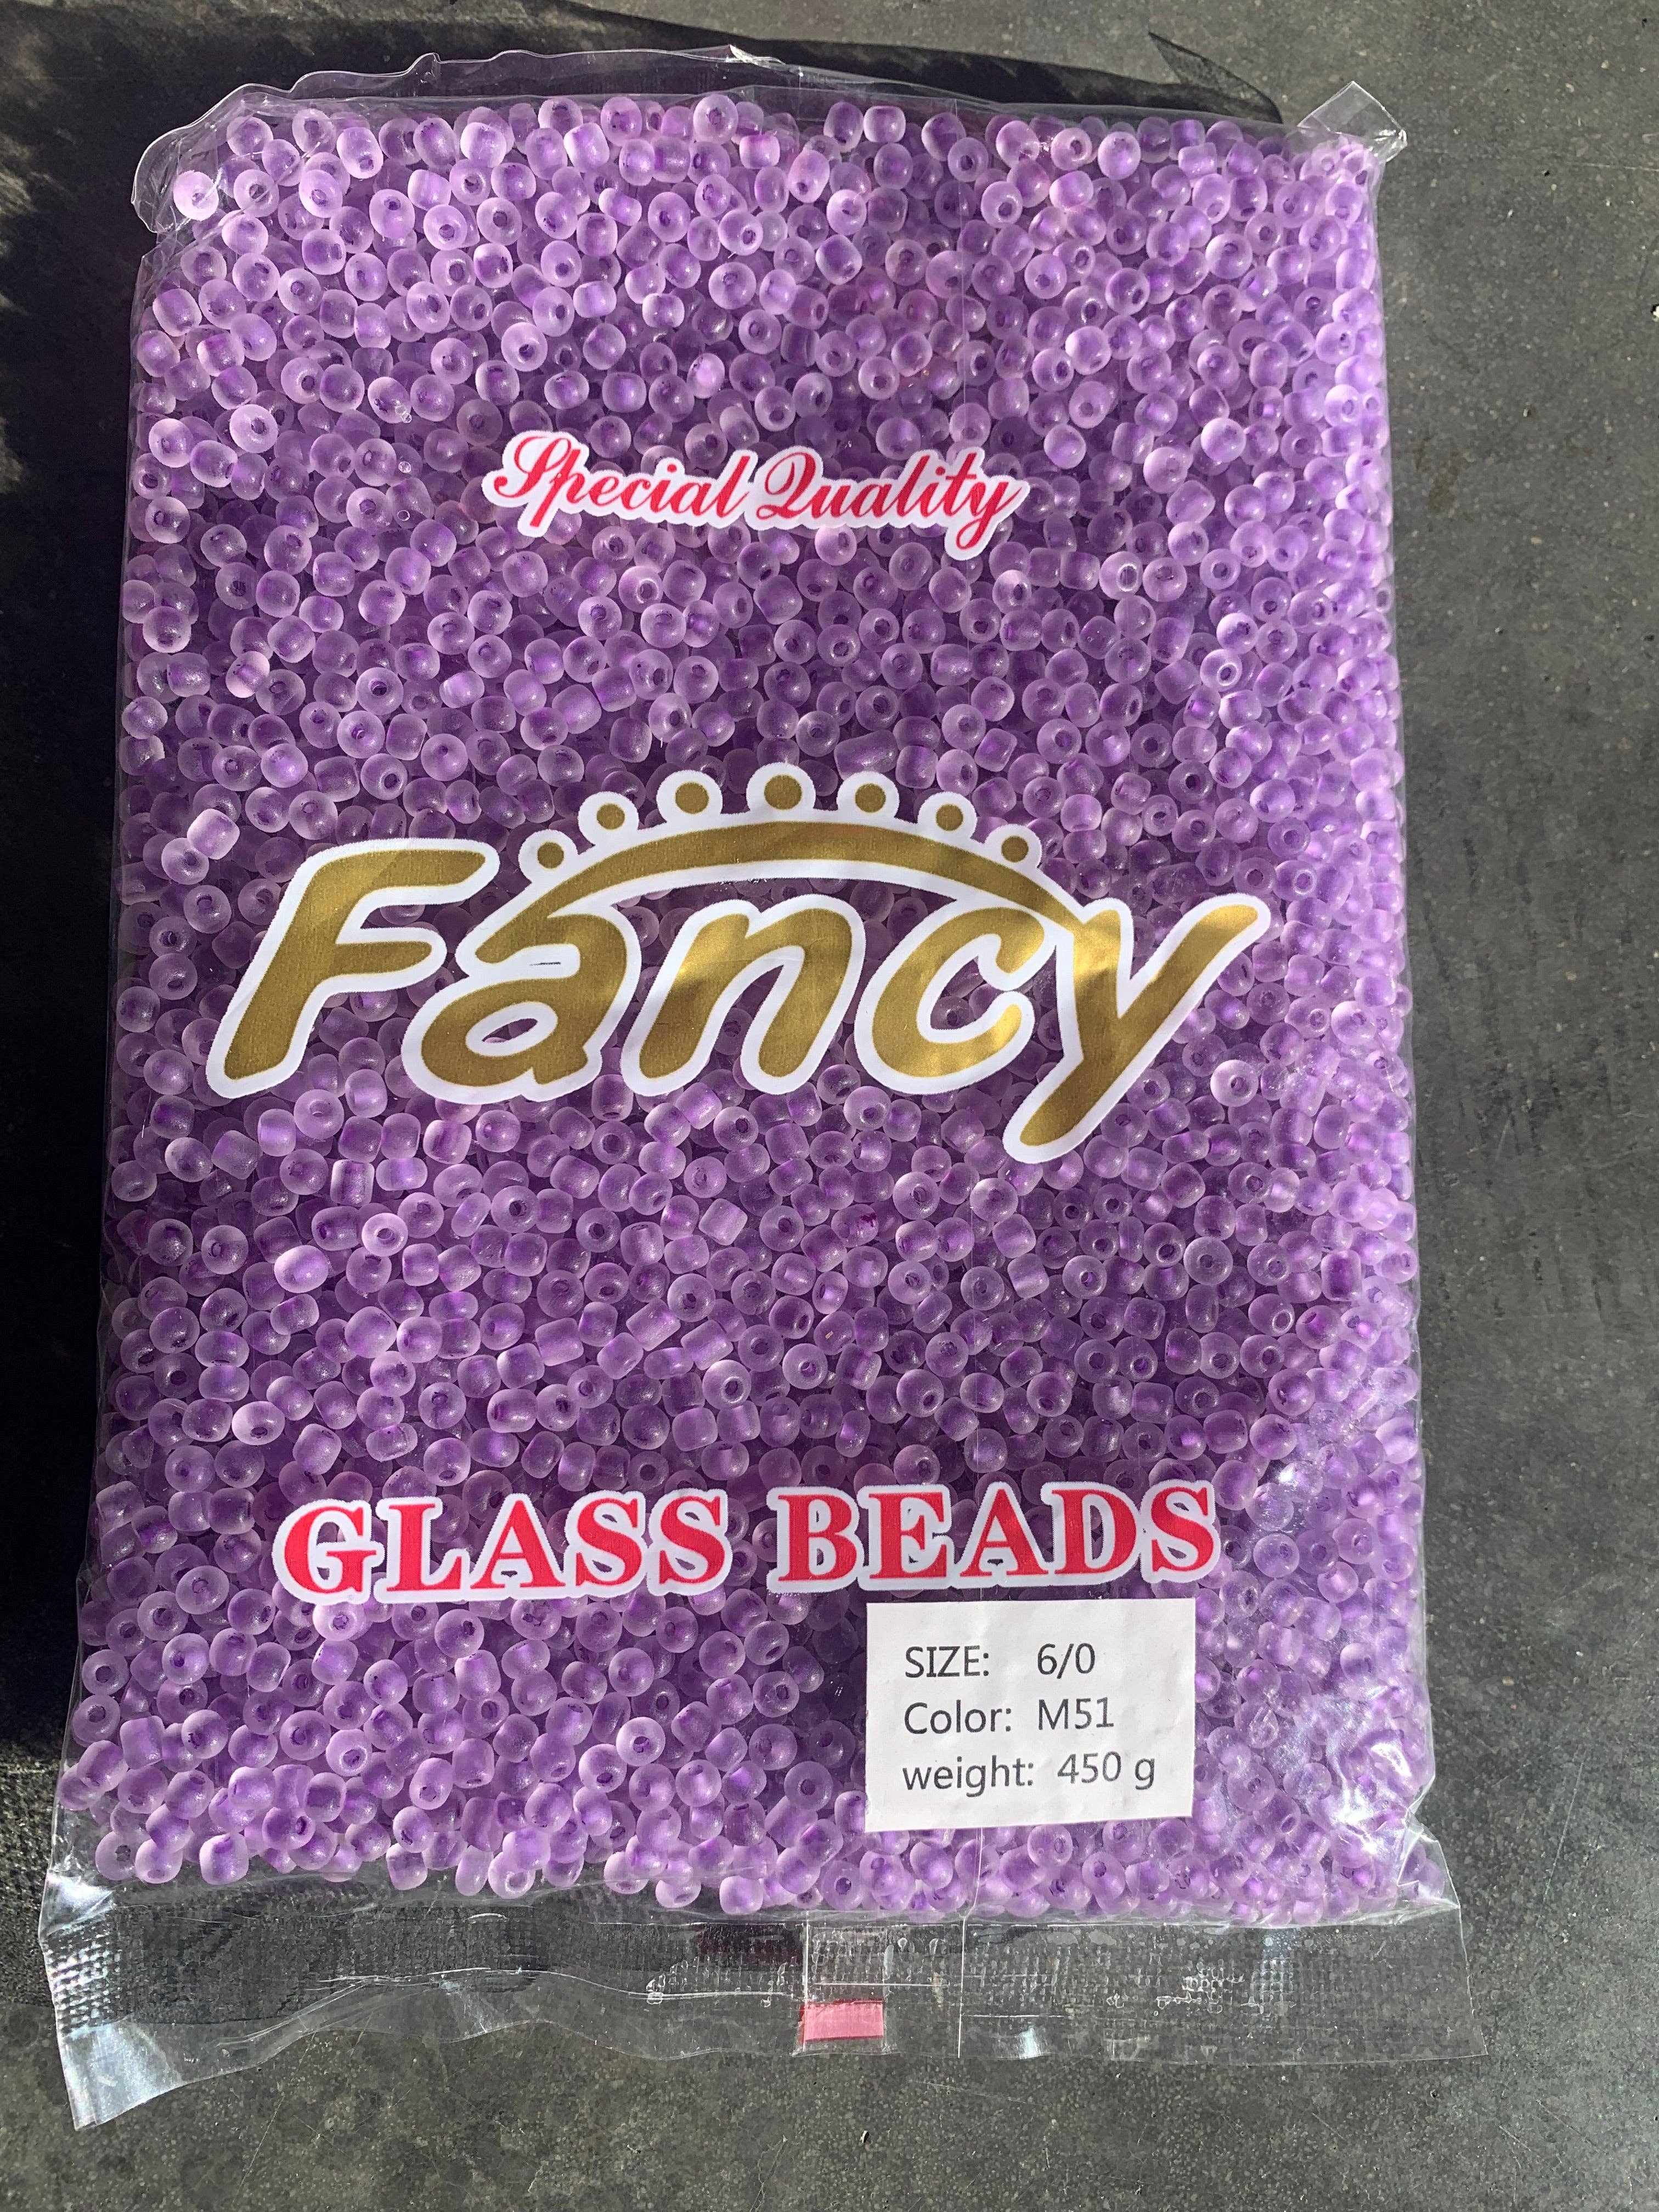 Special Quality
Fancy
GLASS BEADS
SIZE: 6/0
Color: M51
weight: 450 g